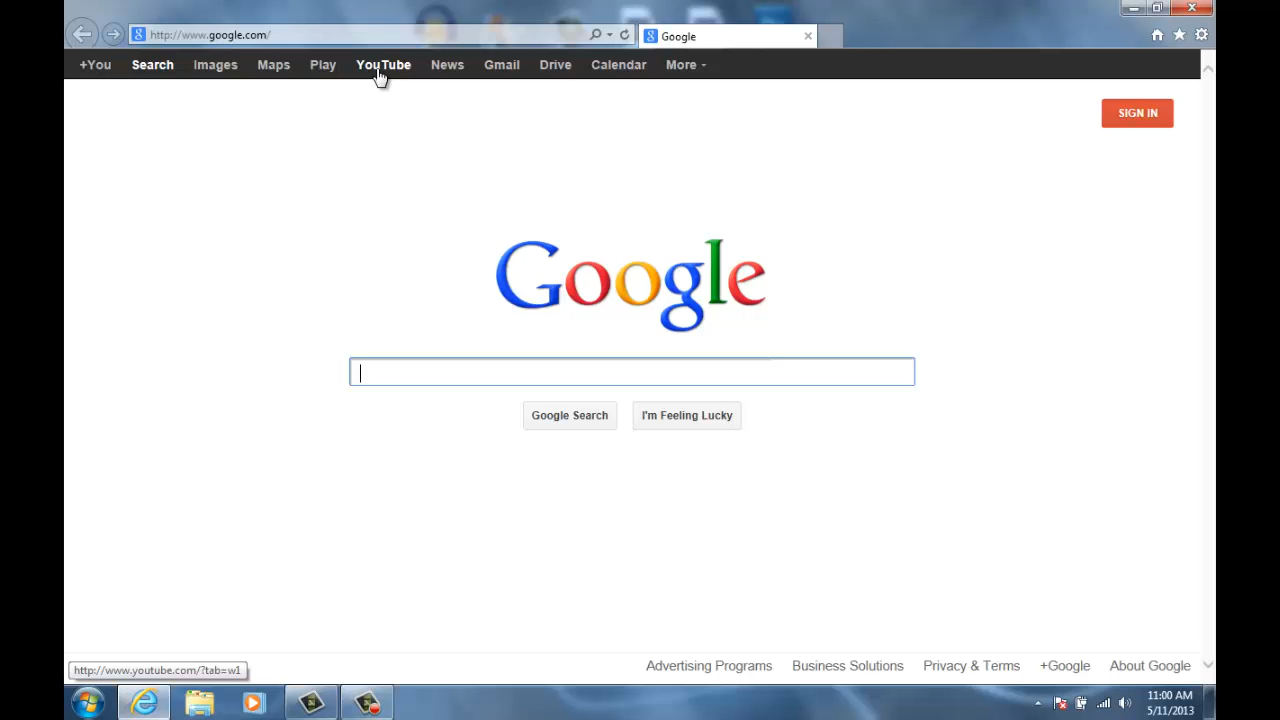 http://www.google.com/
Google
+You Search Images Maps Play YouTube News Gmail Drive Calendar More
SIGN IN
Google
Google Search I'm Feeling Lucky
Advertising Programs Business Solutions Privacy & Terms +Google About Google
http://www.youtube.com/?tab=w1
11:00 AM
5/11/2013